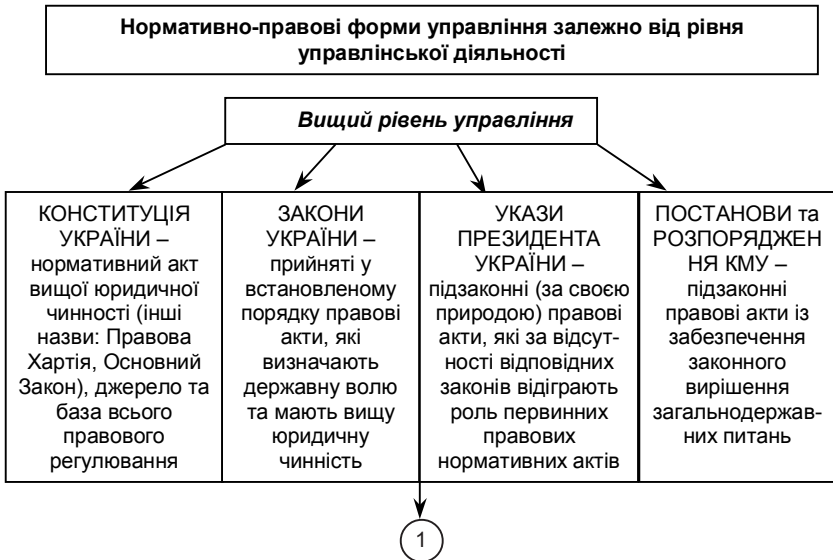 Нормативно-правові форми управління залежно від рівня
управлінської діяльності
Вищий рівень управління
КОНСТИТУЦІЯ
УКРАЇНИ –
нормативний акт
вищої юридичної
чинності (інші
назви: Правова
Хартія, Основний
Закон), джерело та
база всього
правового
регулювання
ЗАКОНИ
УКРАЇНИ –
прийняті у
встановленому
порядку правові
акти, які
визначають
державну волю
та мають вищу
юридичну
чинність
УКАЗИ
ПРЕЗИДЕНТА
УКРАЇНИ –
підзаконні (за своєю
природою) правові
акти, які за відсут-
ності відповідних
законів відіграють
роль первинних
правових
нормативних актів
ПОСТАНОВИ та
РОЗПОРЯДЖЕН
НЯ КМУ –
підзаконні
правові акти із
забезпечення
законного
вирішення
загальнодержав-
них питань
1